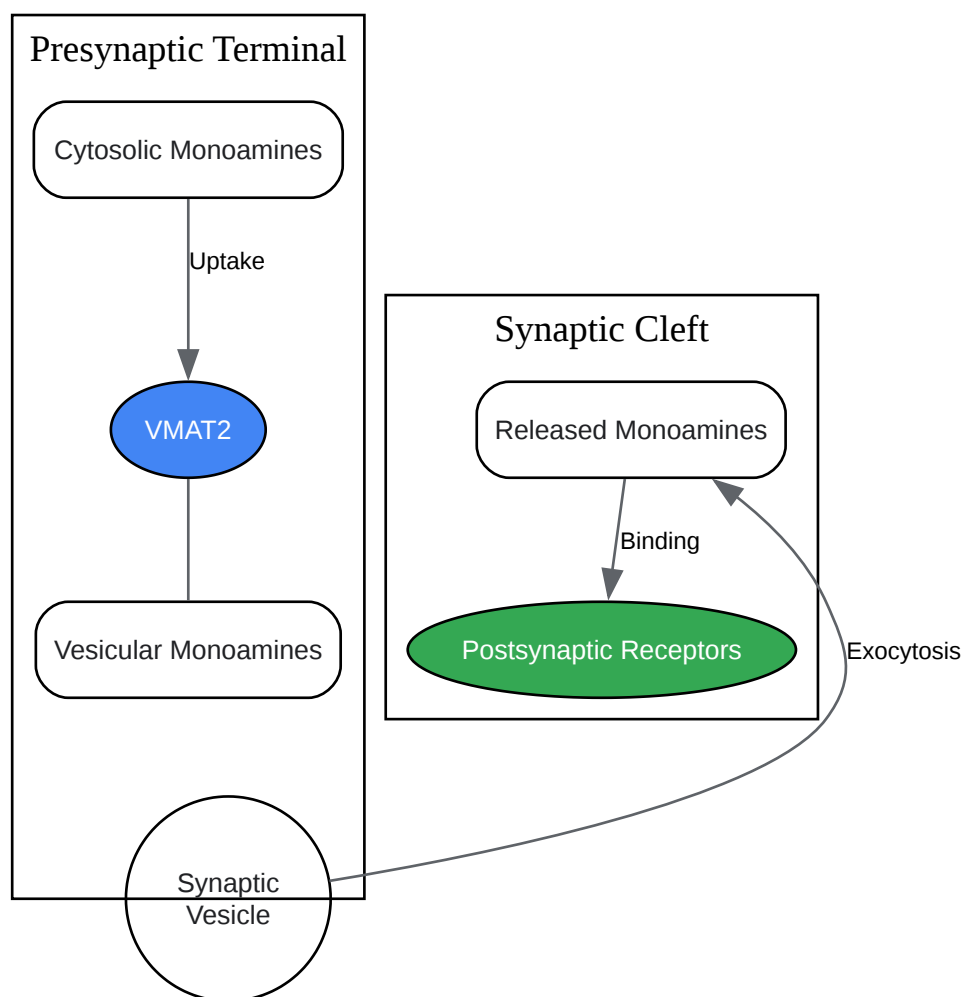 Presynaptic Terminal
Cytosolic Monoamines
Uptake
VMAT2
Vesicular Monoamines
Synaptic
Vesicle
Synaptic Cleft
Released Monoamines
Binding
Postsynaptic Receptors
Exocytosis